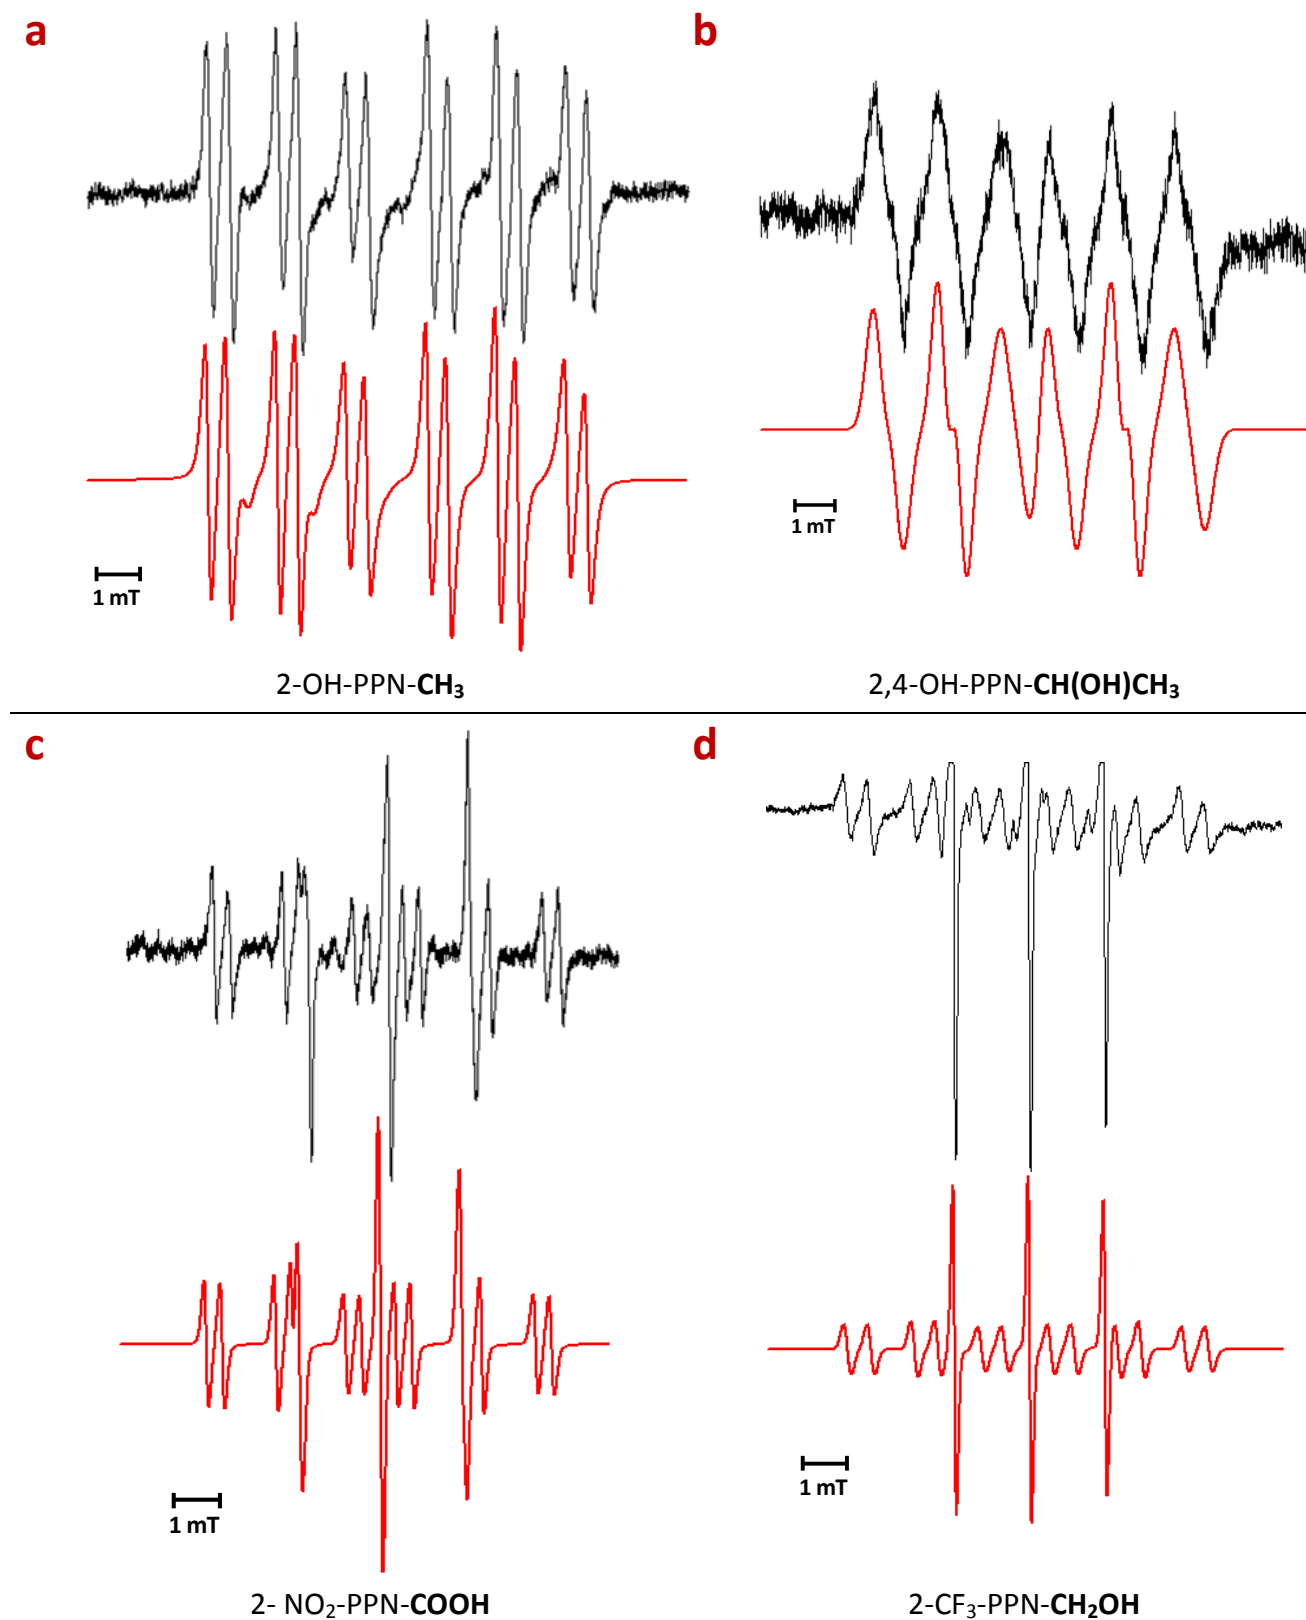 a
b
1 mT
1 mT
2-OH-PPN-CH₃
2,4-OH-PPN-CH(OH)CH₃
c
d
1 mT
1 mT
2- NO₂-PPN-COOH
2-CF₃-PPN-CH₂OH